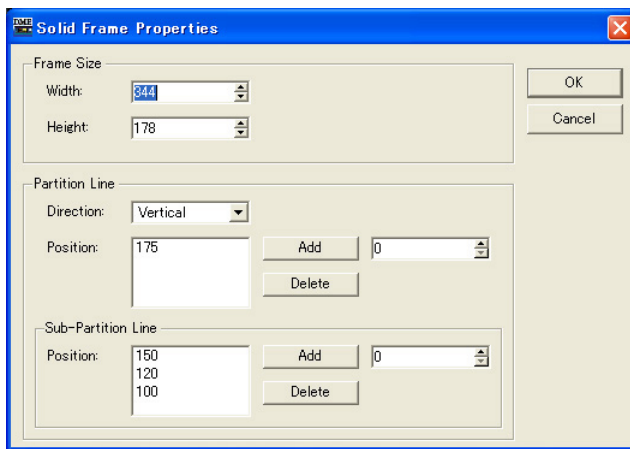 DME
Solid Frame Properties
Frame Size
Width: 344
Height: 178
OK
Cancel
Partition Line
Direction: Vertical
Position: 175
Add 0
Delete
Sub-Partition Line
Position: 150
120
100
Add 0
Delete